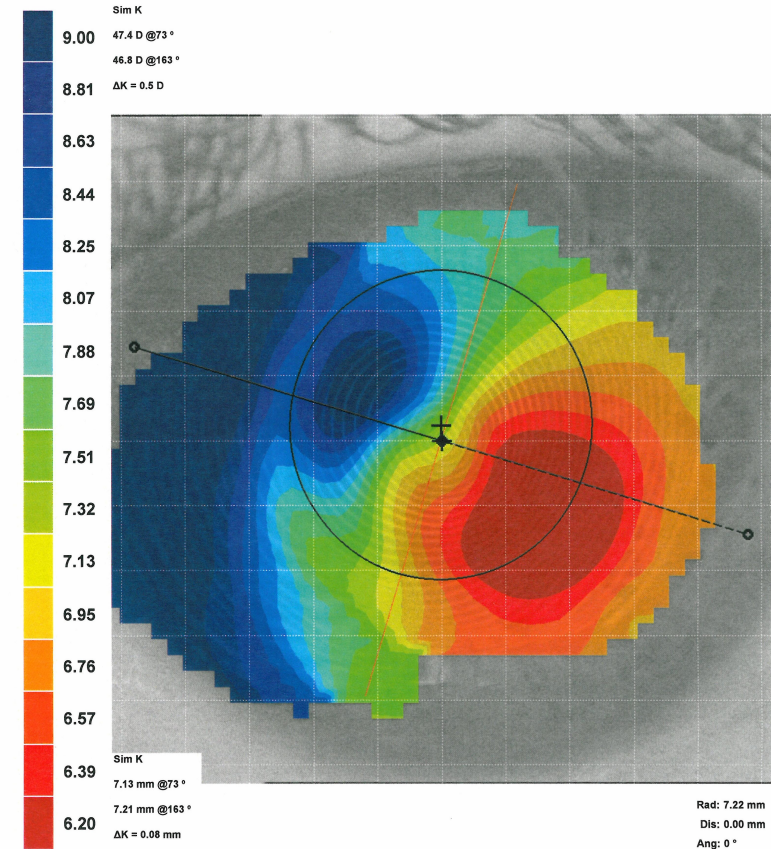 Sim K
47.4 D @73 °
46.8 D @163 °
ΔK = 0.5 D
9.00
8.81
8.63
8.44
8.25
8.07
7.88
7.69
7.51
7.32
7.13
6.95
6.76
6.57
6.39
6.20
Sim K
7.13 mm @73 °
7.21 mm @163 °
ΔK = 0.08 mm
Rad: 7.22 mm
Dis: 0.00 mm
Ang: 0 °